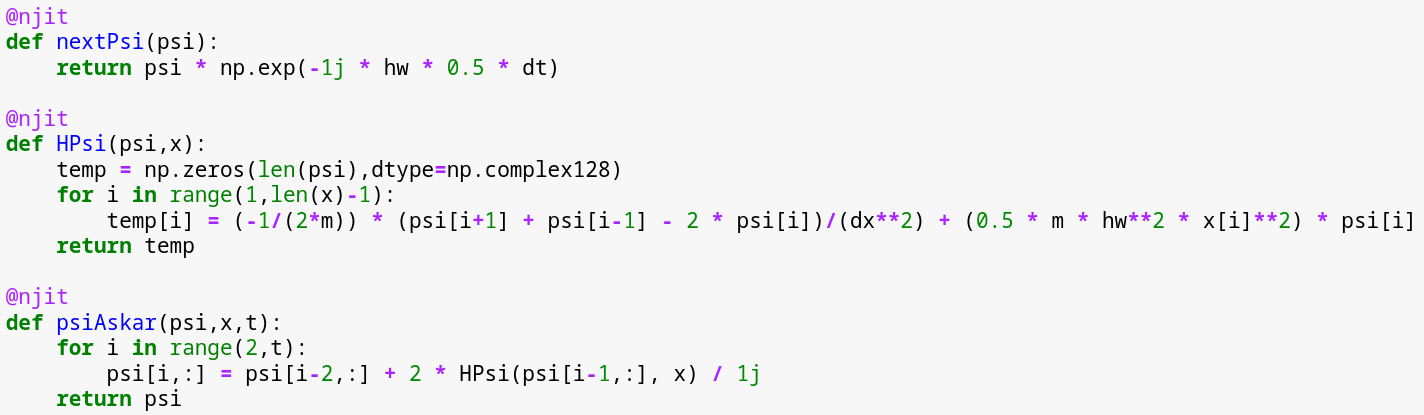 @njit
def nextPsi(psi):
    return psi * np.exp(-1j * hw * 0.5 * dt)

@njit
def HPsi(psi,x):
    temp = np.zeros(len(psi),dtype=np.complex128)
    for i in range(1,len(x)-1):
        temp[i] = (-1/(2*m)) * (psi[i+1] + psi[i-1] - 2 * psi[i])/(dx**2) + (0.5 * m * hw**2 * x[i]**2) * psi[i]
    return temp

@njit
def psiAskar(psi,x,t):
    for i in range(2,t):
        psi[i,:] = psi[i-2,:] + 2 * HPsi(psi[i-1,:], x) / 1j
    return psi